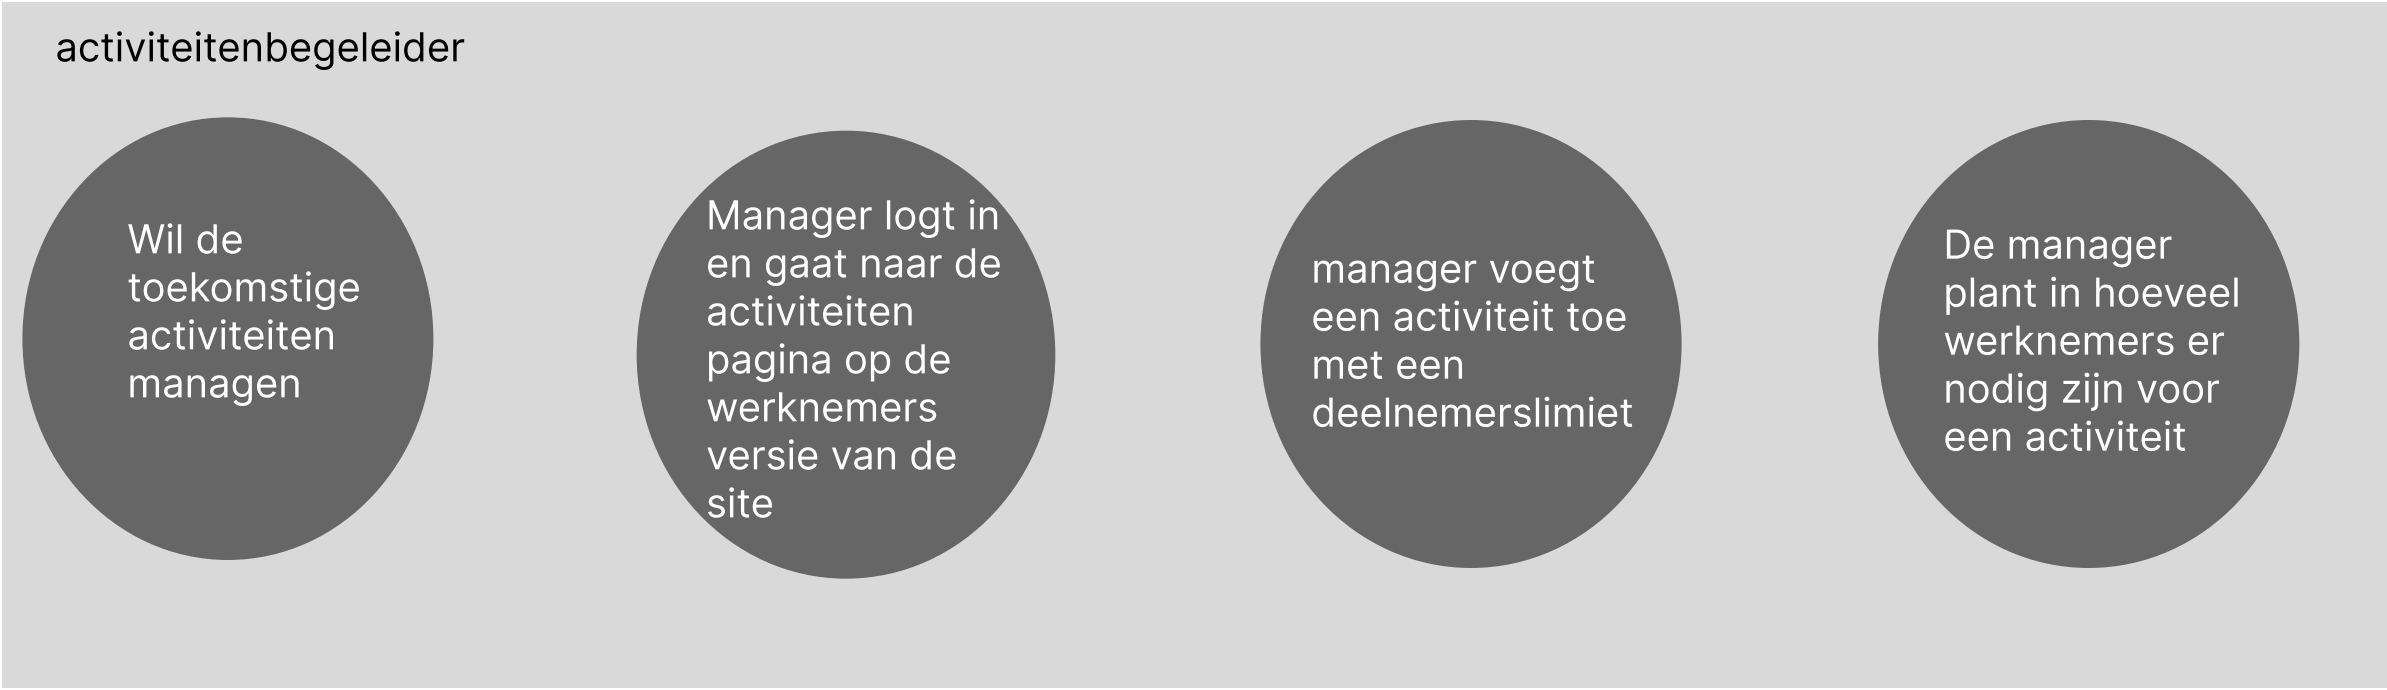 activiteitenbegeleider
Wil de
toekomstige
activiteiten
managen
Manager logt in
en gaat naar de
activiteiten
pagina op de
werknemers
versie van de
site
manager voegt
een activiteit toe
met een
deelnemerslimiet
De manager
plant in hoeveel
werknemers er
nodig zijn voor
een activiteit